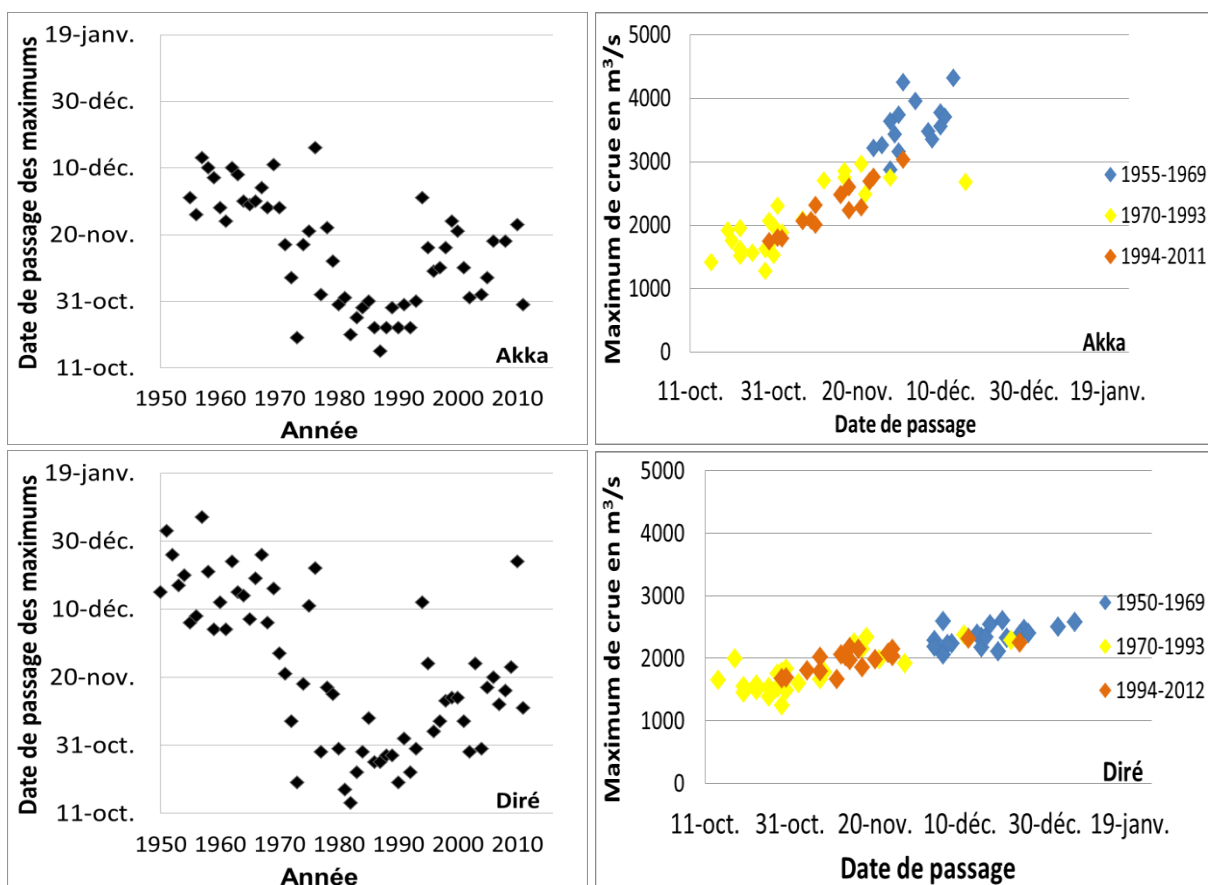 Date de passage des maximums
19-janv.
30-déc.
10-déc.
20-nov.
31-oct.
11-oct.
Akka
1950 1960 1970 1980 1990 2000 2010
Année
Maximum de crue en m³/s
5000
4000
3000
2000
1000
0
1955-1969
1970-1993
1994-2011
Akka
11-oct. 31-oct. 20-nov. 10-déc. 30-déc. 19-janv.
Date de passage
Date de passage des maximums
19-janv.
30-déc.
10-déc.
20-nov.
31-oct.
11-oct.
Diré
1950 1960 1970 1980 1990 2000 2010
Année
Maximum de crue en m³/s
5000
4000
3000
2000
1000
0
1950-1969
1970-1993
1994-2012
Diré
11-oct. 31-oct. 20-nov. 10-déc. 30-déc. 19-janv.
Date de passage